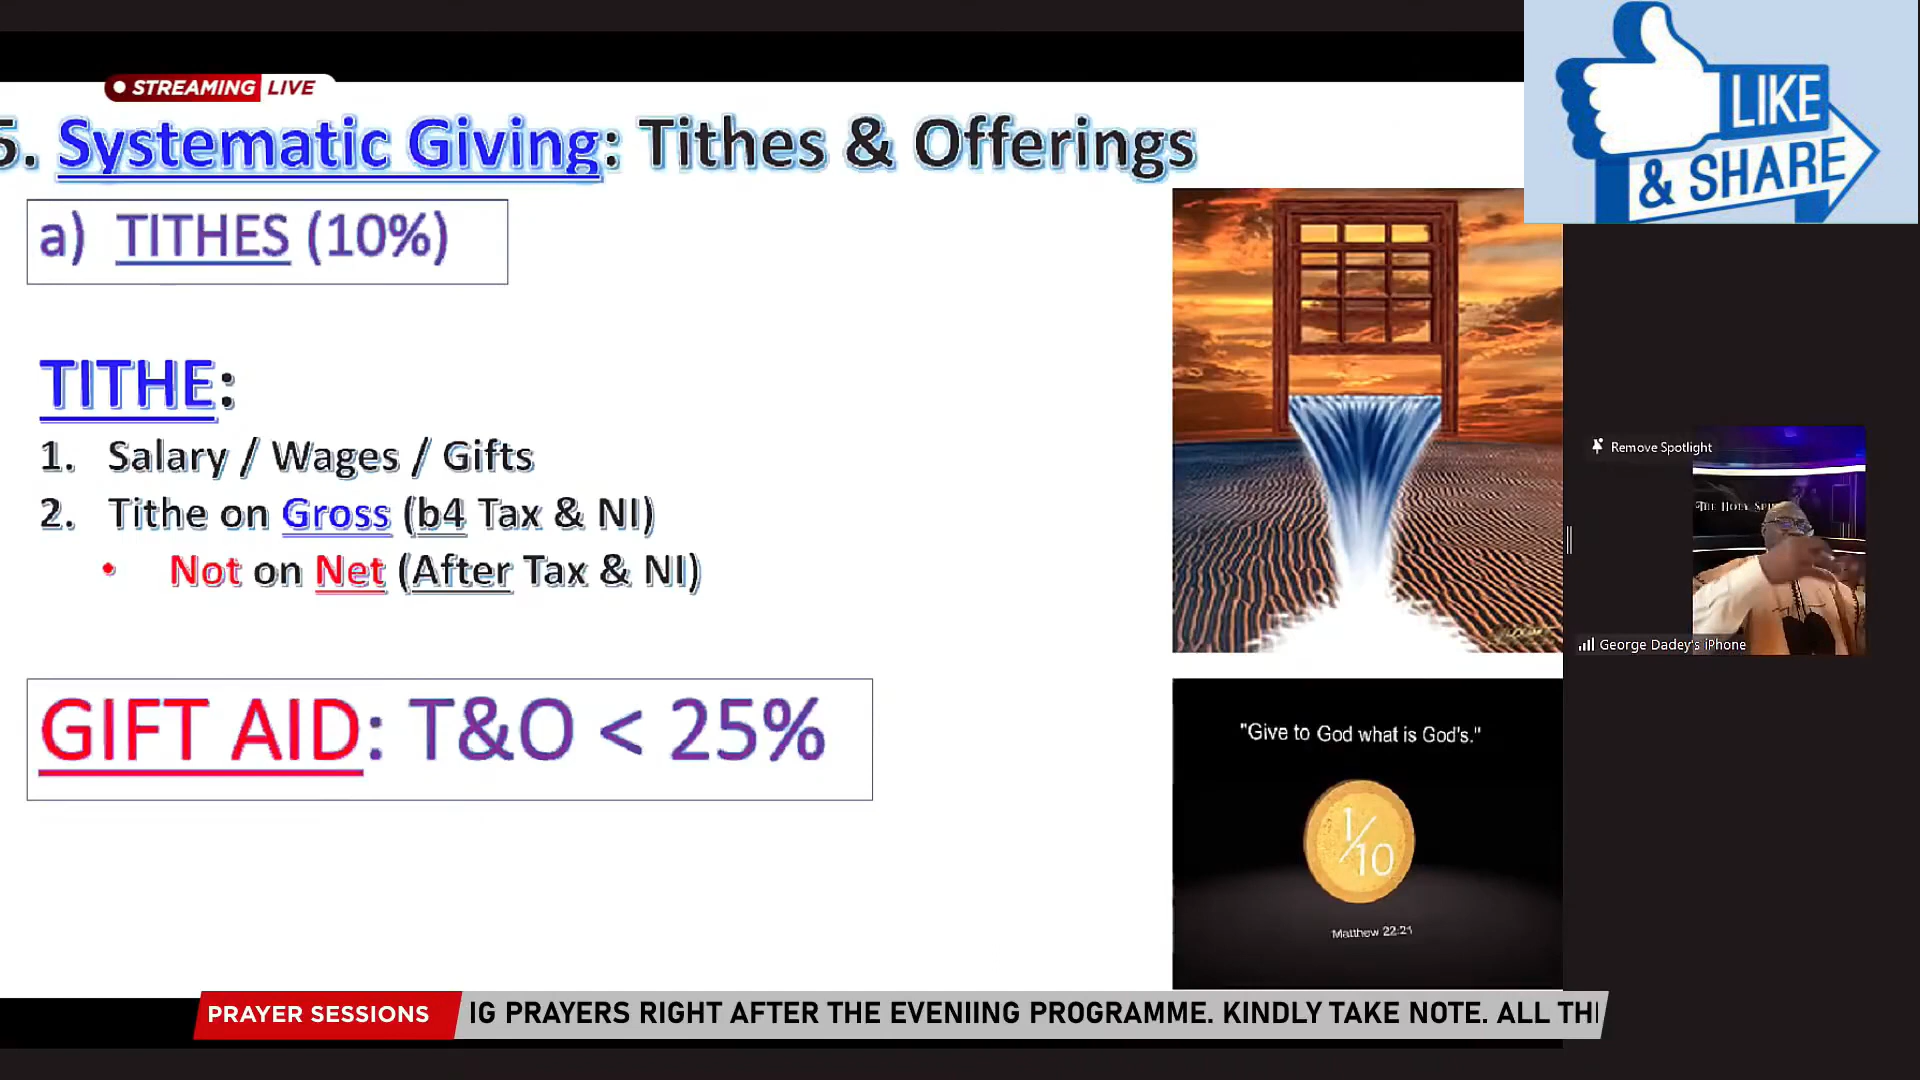 STREAMING LIVE
LIKE
& SHARE
5. Systematic Giving: Tithes & Offerings
a) TITHES (10%)
TITHE:
1. Salary / Wages / Gifts
2. Tithe on Gross (b4 Tax & NI)
• Not on Net (After Tax & NI)
GIFT AID: T&O < 25%
"Give to God what is God's."
1/10
Matthew 22:21
Remove Spotlight
THE HOLY SPI
George Dadey's iPhone
PRAYER SESSIONS
IG PRAYERS RIGHT AFTER THE EVENIING PROGRAMME. KINDLY TAKE NOTE. ALL THI